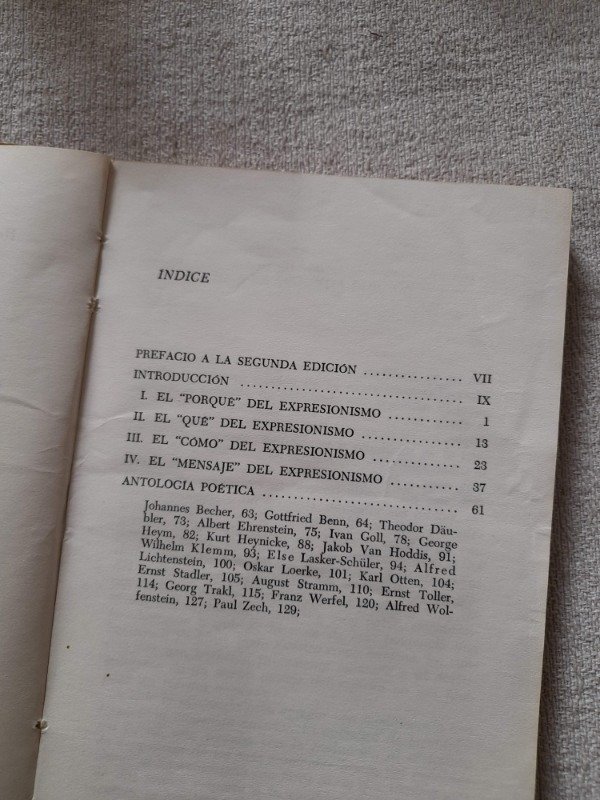 INDICE
PREFACIO A LA SEGUNDA EDICIÓN ................ VII
INTRODUCCIÓN .................................... IX
I. EL "PORQUÉ" DEL EXPRESIONISMO ............ 1
II. EL "QUÉ" DEL EXPRESIONISMO ................ 13
III. EL "CÓMO" DEL EXPRESIONISMO .............. 23
IV. EL "MENSAJE" DEL EXPRESIONISMO ............ 37
ANTOLOGIA POÉTICA ................................ 61
Johannes Becher, 63; Gottfried Benn, 64; Theodor Däu-
bler, 73; Albert Ehrenstein, 75; Ivan Goll, 78; George
Heym, 82; Kurt Heynicke, 88; Jakob Van Hoddis, 91;
Wilhelm Klemm, 93; Else Lasker-Schüler, 94; Alfred
Lichtenstein, 100; Oskar Loerke, 101; Karl Otten, 104;
Ernst Stadler, 105; August Stramm, 110; Ernst Toller,
114; Georg Trakl, 115; Franz Werfel, 120; Alfred Wol-
fenstein, 127; Paul Zech, 129;